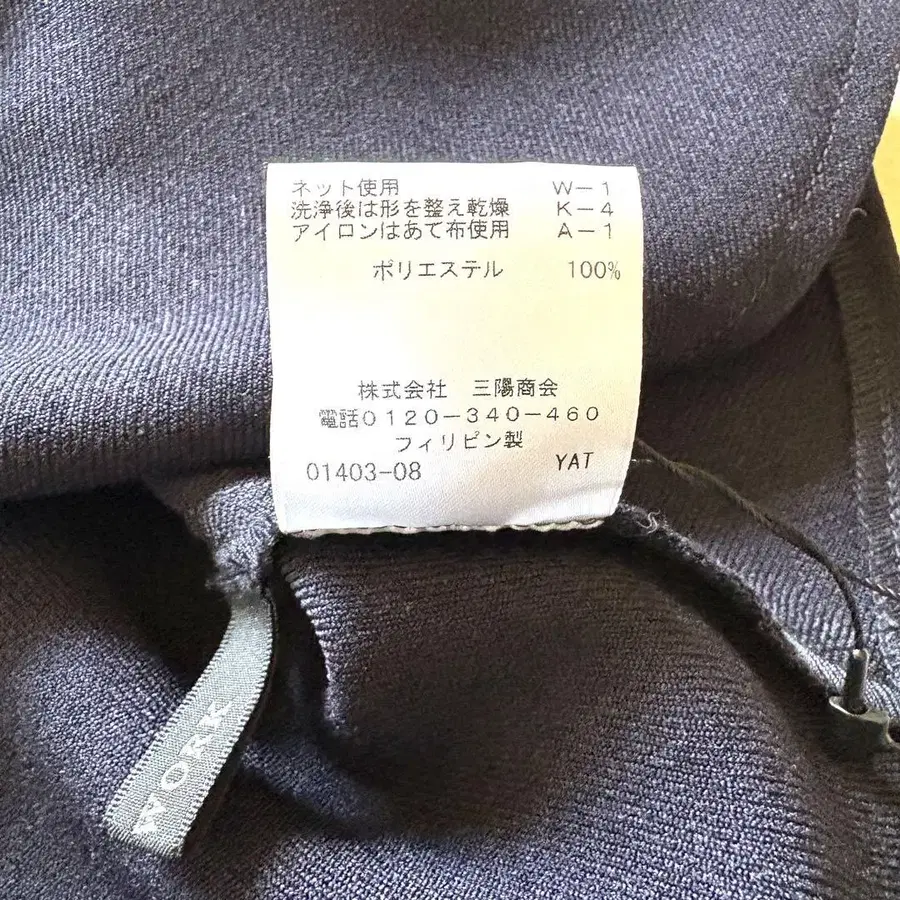 ネット使用 W-1
洗浄後は形を整え乾燥 K-4
アイロンはあて布使用 A-1
ポリエステル 100%
株式会社 三陽商会
電話0120-340-460
フィリピン製
01403-08 YAT
WORK